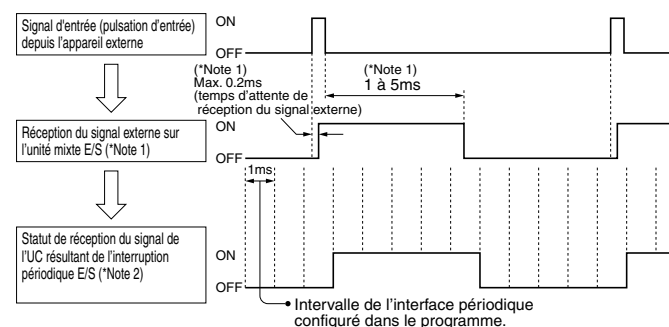 Signal d'entrée (pulsation d'entrée)
depuis l'appareil externe
ON
OFF
(*Note 1)
Max. 0.2ms
(temps d'attente de
réception du signal externe)
(*Note 1)
1 à 5ms
Réception du signal externe sur
l'unité mixte E/S (*Note 1)
ON
OFF
1ms
Statut de réception du signal de
l'UC résultant de l'interruption
périodique E/S (*Note 2)
ON
OFF
Intervalle de l'interface périodique
configuré dans le programme.